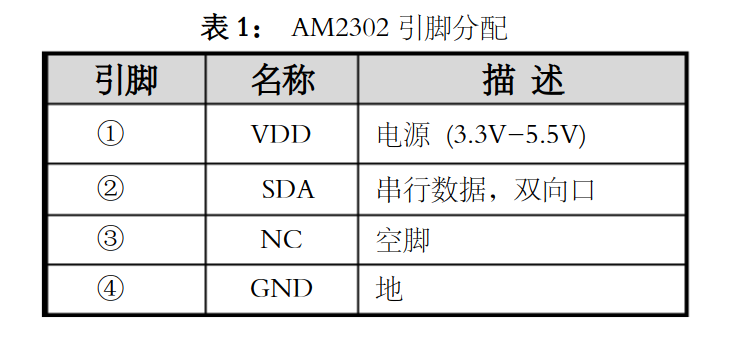 表1： AM2302 引脚分配
引脚 名称 描 述
① VDD 电源 (3.3V−5.5V)
② SDA 串行数据，双向口
③ NC 空脚
④ GND 地